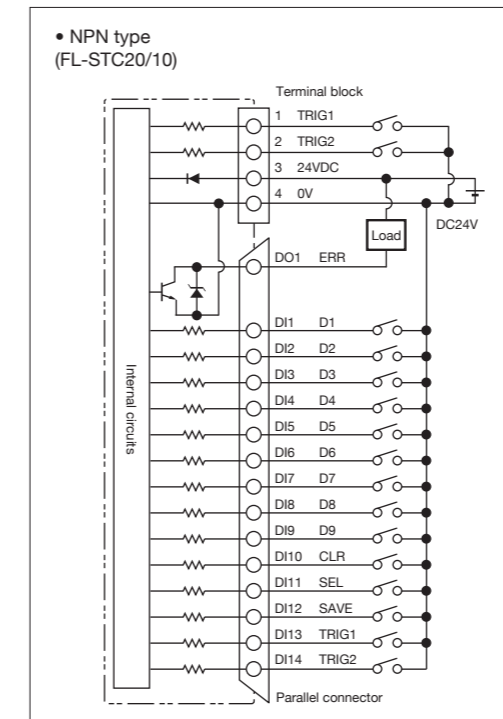 • NPN type
(FL-STC20/10)
Terminal block
1 TRIG1
2 TRIG2
3 24VDC
4 0V
DC24V
Load
DO1 ERR
DI1 D1
DI2 D2
DI3 D3
DI4 D4
DI5 D5
DI6 D6
DI7 D7
DI8 D8
DI9 D9
DI10 CLR
DI11 SEL
DI12 SAVE
DI13 TRIG1
DI14 TRIG2
Internal circuits
Parallel connector